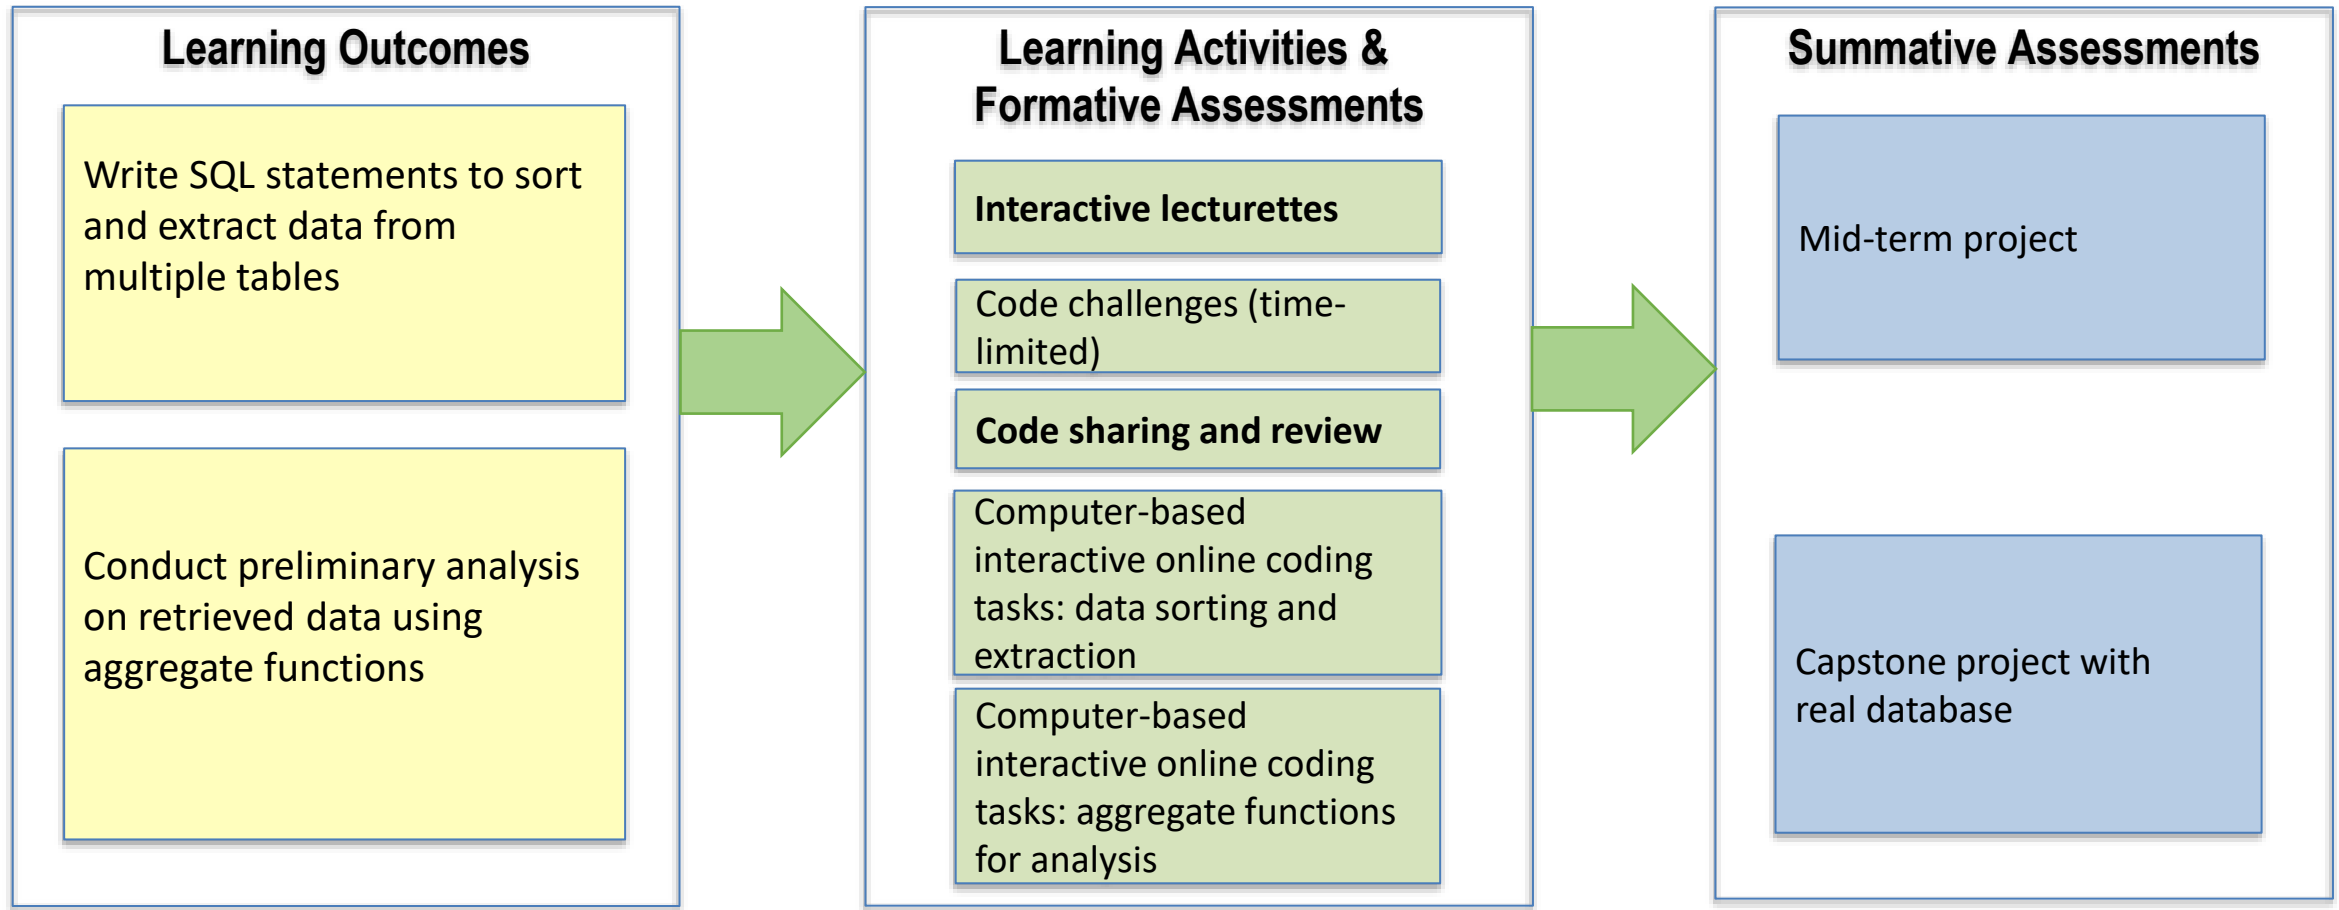 Learning Outcomes
Write SQL statements to sort
and extract data from
multiple tables
Conduct preliminary analysis
on retrieved data using
aggregate functions
Learning Activities &
Formative Assessments
Interactive lecturettes
Code challenges (time-
limited)
Code sharing and review
Computer-based
interactive online coding
tasks: data sorting and
extraction
Computer-based
interactive online coding
tasks: aggregate functions
for analysis
Summative Assessments
Mid-term project
Capstone project with
real database